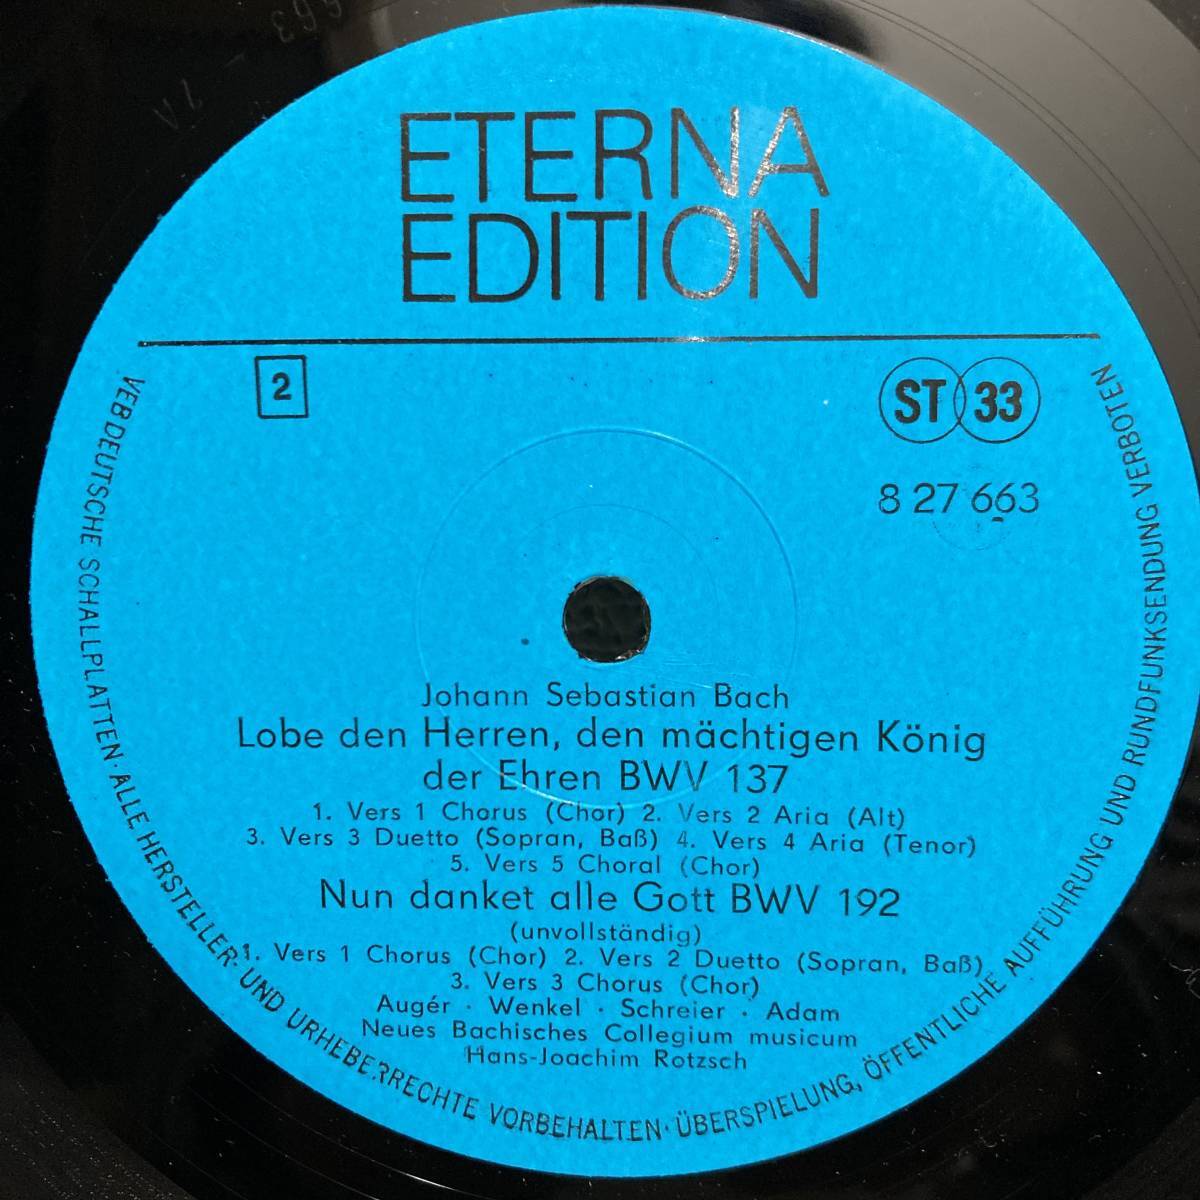 ETERNA
EDITION
2
ST 33
8 27 663
Johann Sebastian Bach
Lobe den Herren, den mächtigen König
der Ehren BWV 137
1. Vers 1 Chorus (Chor) 2. Vers 2 Aria (Alt)
3. Vers 3 Duetto (Sopran, Baß) 4. Vers 4 Aria (Tenor)
5. Vers 5 Choral (Chor)
Nun danket alle Gott BWV 192
(unvollständig)
1. Vers 1 Chorus (Chor) 2. Vers 2 Duetto (Sopran, Baß)
3. Vers 3 Chorus (Chor)
Augér · Wenkel · Schreier · Adam
Neues Bachisches Collegium musicum
Hans-Joachim Rotzsch
VEB DEUTSCHE SCHALLPLATTEN · ALLE HERSTELLER- UND URHEBERRECHTE VORBEHALTEN · ÜBERSPIELUNG, ÖFFENTLICHE AUFFÜHRUNG UND RUNDFUNKSENDUNG VERBOTEN